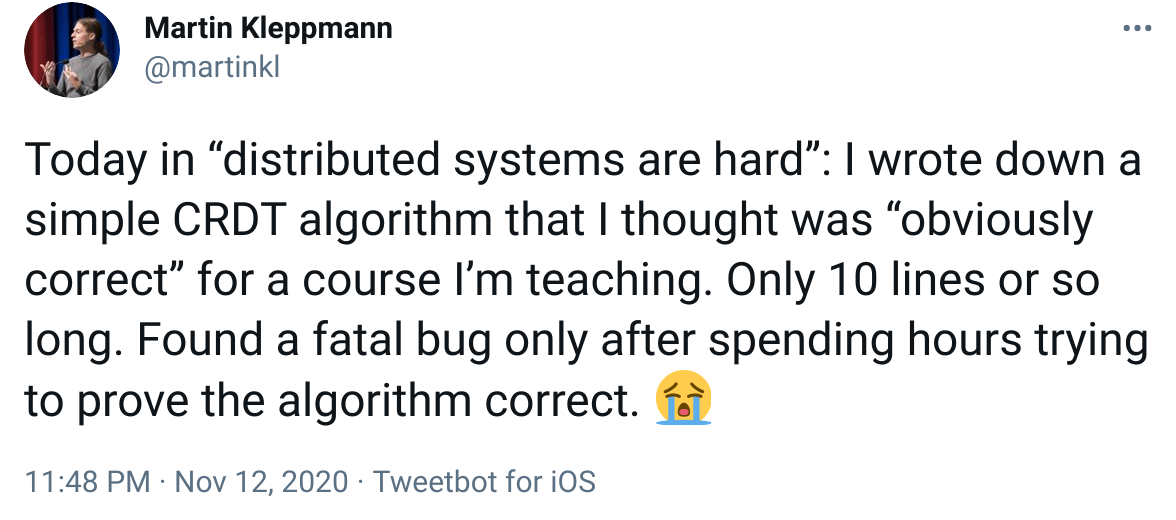 Martin Kleppmann
@martinkl
Today in “distributed systems are hard”: I wrote down a
simple CRDT algorithm that I thought was “obviously
correct” for a course I’m teaching. Only 10 lines or so
long. Found a fatal bug only after spending hours trying
to prove the algorithm correct. 😭
11:48 PM · Nov 12, 2020 · Tweetbot for iOS